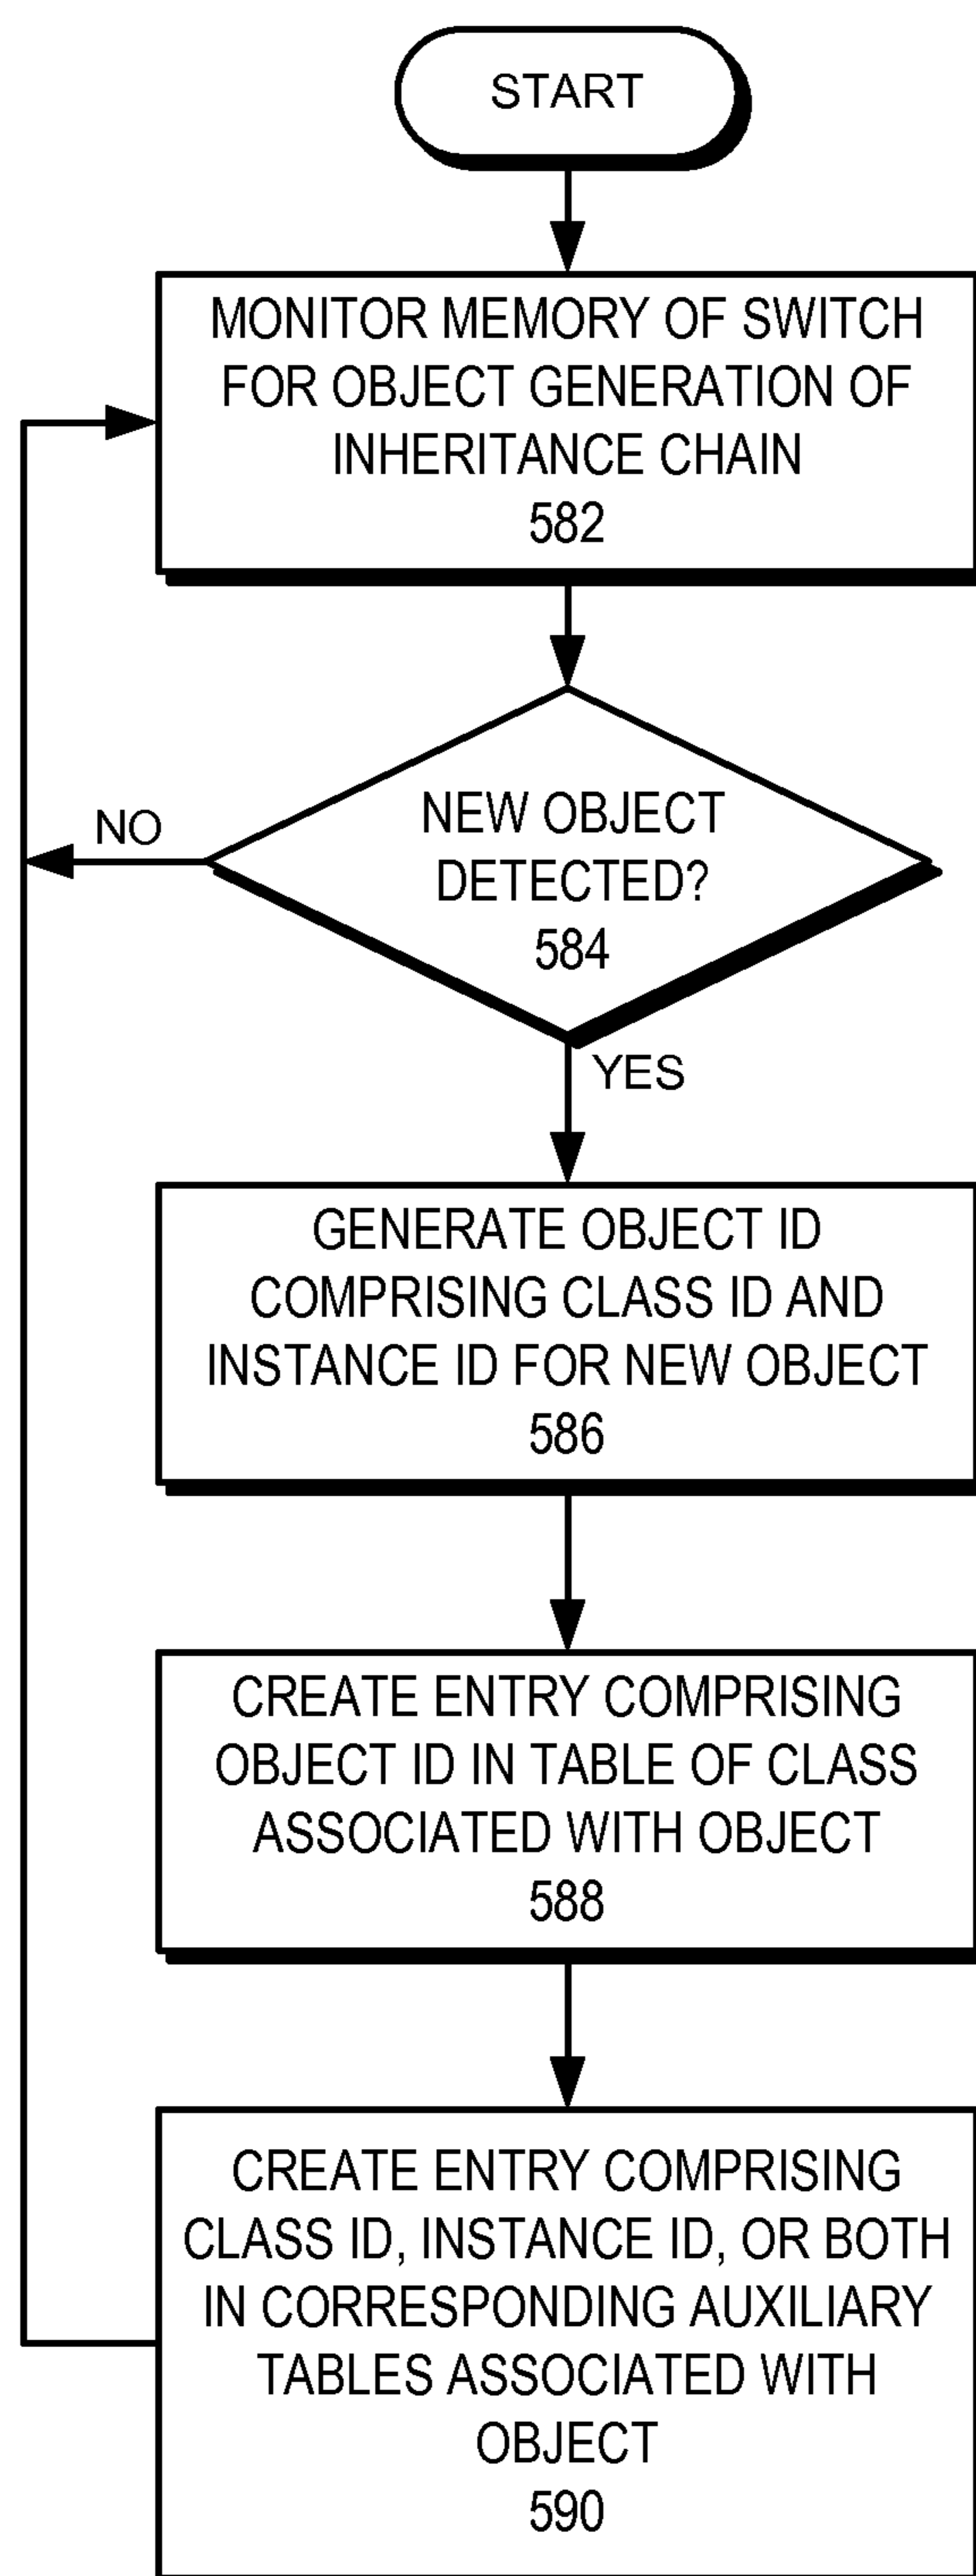 START
MONITOR MEMORY OF SWITCH
FOR OBJECT GENERATION OF
INHERITANCE CHAIN
582
NEW OBJECT
DETECTED?
584
NO
YES
GENERATE OBJECT ID
COMPRISING CLASS ID AND
INSTANCE ID FOR NEW OBJECT
586
CREATE ENTRY COMPRISING
OBJECT ID IN TABLE OF CLASS
ASSOCIATED WITH OBJECT
588
CREATE ENTRY COMPRISING
CLASS ID, INSTANCE ID, OR BOTH
IN CORRESPONDING AUXILIARY
TABLES ASSOCIATED WITH
OBJECT
590